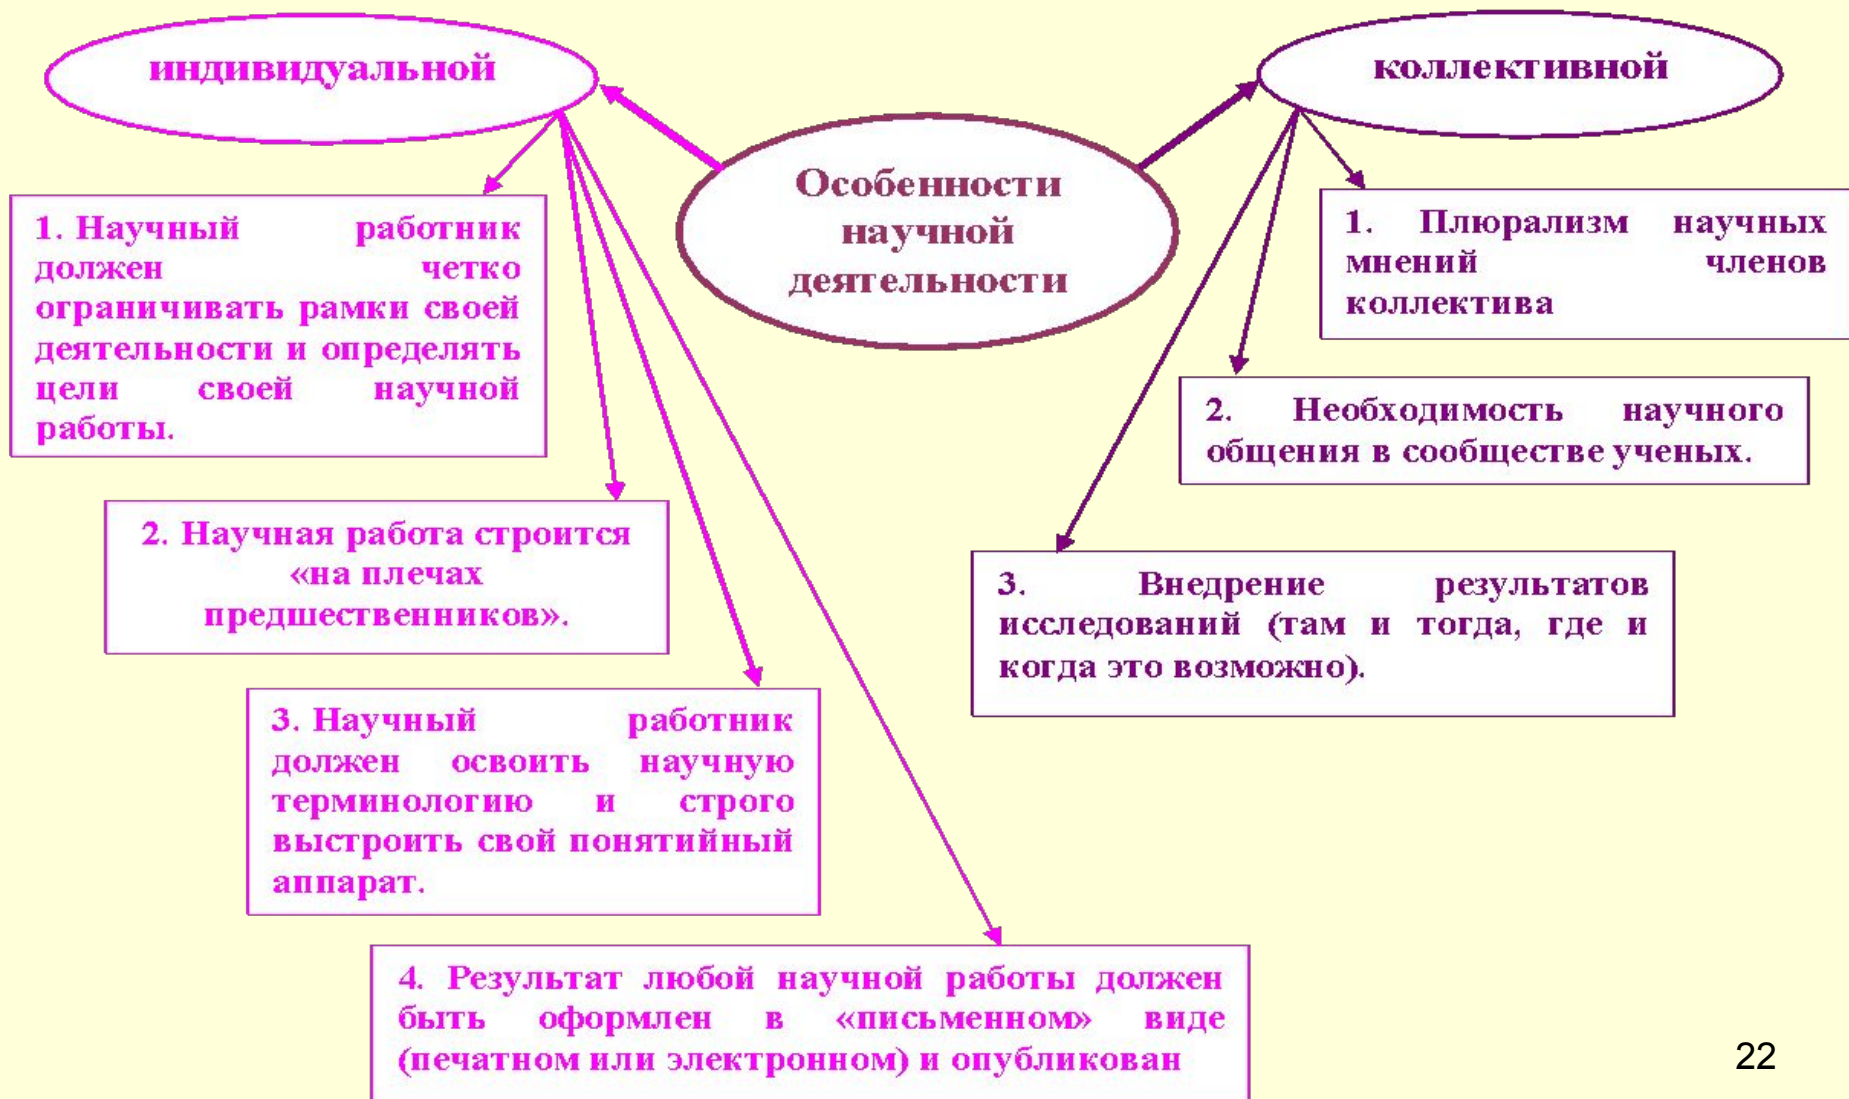 индивидуальной
коллективной
Особенности
научной
деятельности
1. Научный работник
должен четко
ограничивать рамки своей
деятельности и определять
цели своей научной
работы.
2. Научная работа строится
«на плечах
предшественников».
3. Научный работник
должен освоить научную
терминологию и строго
выстроить свой понятийный
аппарат.
4. Результат любой научной работы должен
быть оформлен в «письменном» виде
(печатном или электронном) и опубликован
1. Плюрализм научных
мнений членов
коллектива
2. Необходимость научного
общения в сообществе ученых.
3. Внедрение результатов
исследований (там и тогда, где и
когда это возможно).
22